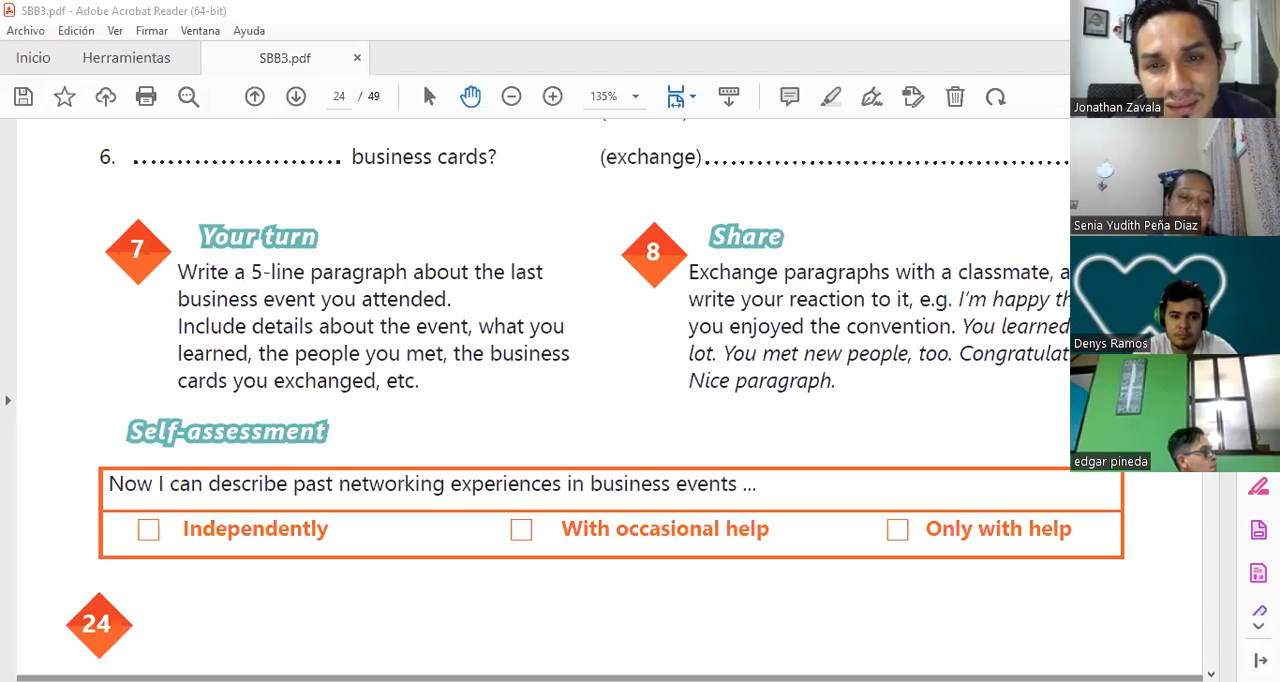 SBB3.pdf - Adobe Acrobat Reader (64-bit)
Archivo Edición Ver Firmar Ventana Ayuda
Inicio Herramientas SBB3.pdf ×
24 / 49 135%
6. ........................ business cards? (exchange)..........................................
7 Your turn
Write a 5-line paragraph about the last
business event you attended.
Include details about the event, what you
learned, the people you met, the business
cards you exchanged, etc.
8 Share
Exchange paragraphs with a classmate, a
write your reaction to it, e.g. I'm happy th
you enjoyed the convention. You learned
lot. You met new people, too. Congratulat
Nice paragraph.
Self-assessment
Now I can describe past networking experiences in business events ...
Independently With occasional help Only with help
24
Jonathan Zavala
Senia Yudith Peña Diaz
Denys Ramos
edgar pineda